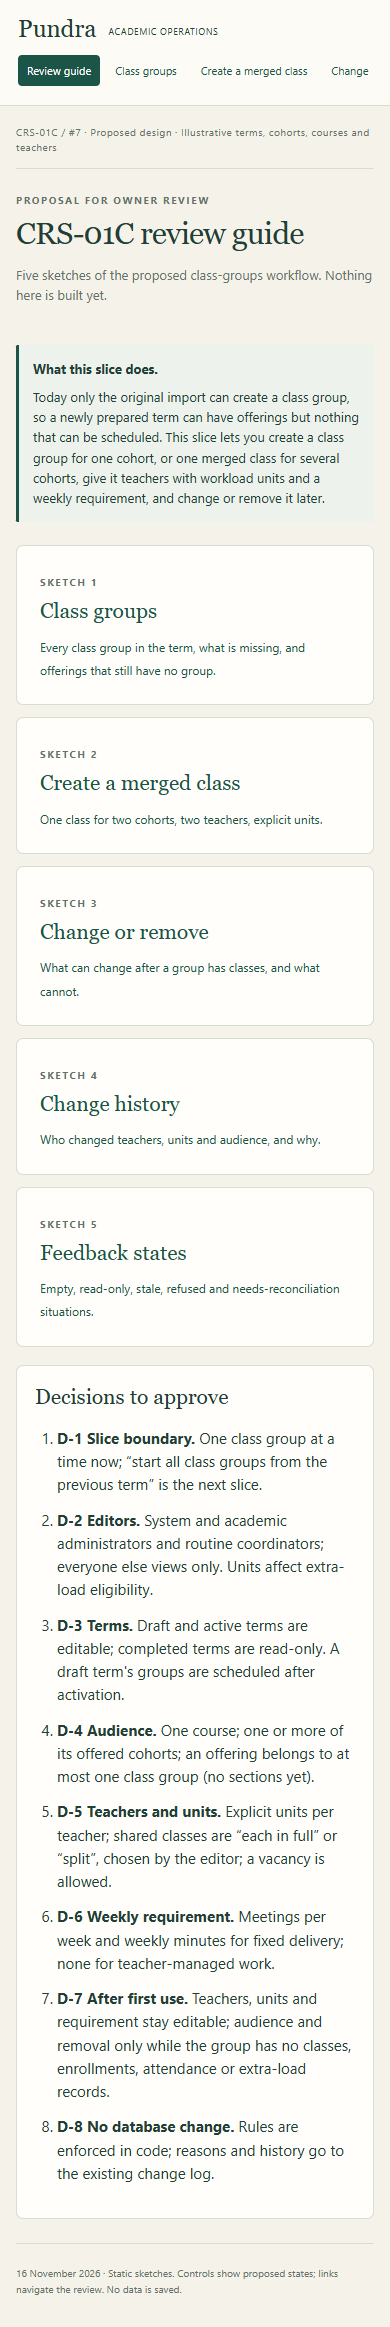 Pundra ACADEMIC OPERATIONS
Review guide Class groups Create a merged class Change
CRS-01C / #7 · Proposed design · Illustrative terms, cohorts, courses and
teachers
PROPOSAL FOR OWNER REVIEW
CRS-01C review guide
Five sketches of the proposed class-groups workflow. Nothing
here is built yet.
What this slice does.
Today only the original import can create a class group,
so a newly prepared term can have offerings but nothing
that can be scheduled. This slice lets you create a class
group for one cohort, or one merged class for several
cohorts, give it teachers with workload units and a
weekly requirement, and change or remove it later.
SKETCH 1
Class groups
Every class group in the term, what is missing, and
offerings that still have no group.
SKETCH 2
Create a merged class
One class for two cohorts, two teachers, explicit units.
SKETCH 3
Change or remove
What can change after a group has classes, and what
cannot.
SKETCH 4
Change history
Who changed teachers, units and audience, and why.
SKETCH 5
Feedback states
Empty, read-only, stale, refused and needs-reconciliation
situations.
Decisions to approve
1. D-1 Slice boundary. One class group at a
time now; “start all class groups from the
previous term” is the next slice.
2. D-2 Editors. System and academic
administrators and routine coordinators;
everyone else views only. Units affect extra-
load eligibility.
3. D-3 Terms. Draft and active terms are
editable; completed terms are read-only. A
draft term's groups are scheduled after
activation.
4. D-4 Audience. One course; one or more of
its offered cohorts; an offering belongs to at
most one class group (no sections yet).
5. D-5 Teachers and units. Explicit units per
teacher; shared classes are “each in full” or
“split”, chosen by the editor; a vacancy is
allowed.
6. D-6 Weekly requirement. Meetings per
week and weekly minutes for fixed delivery;
none for teacher-managed work.
7. D-7 After first use. Teachers, units and
requirement stay editable; audience and
removal only while the group has no classes,
enrollments, attendance or extra-load
records.
8. D-8 No database change. Rules are
enforced in code; reasons and history go to
the existing change log.
16 November 2026 · Static sketches. Controls show proposed states; links
navigate the review. No data is saved.